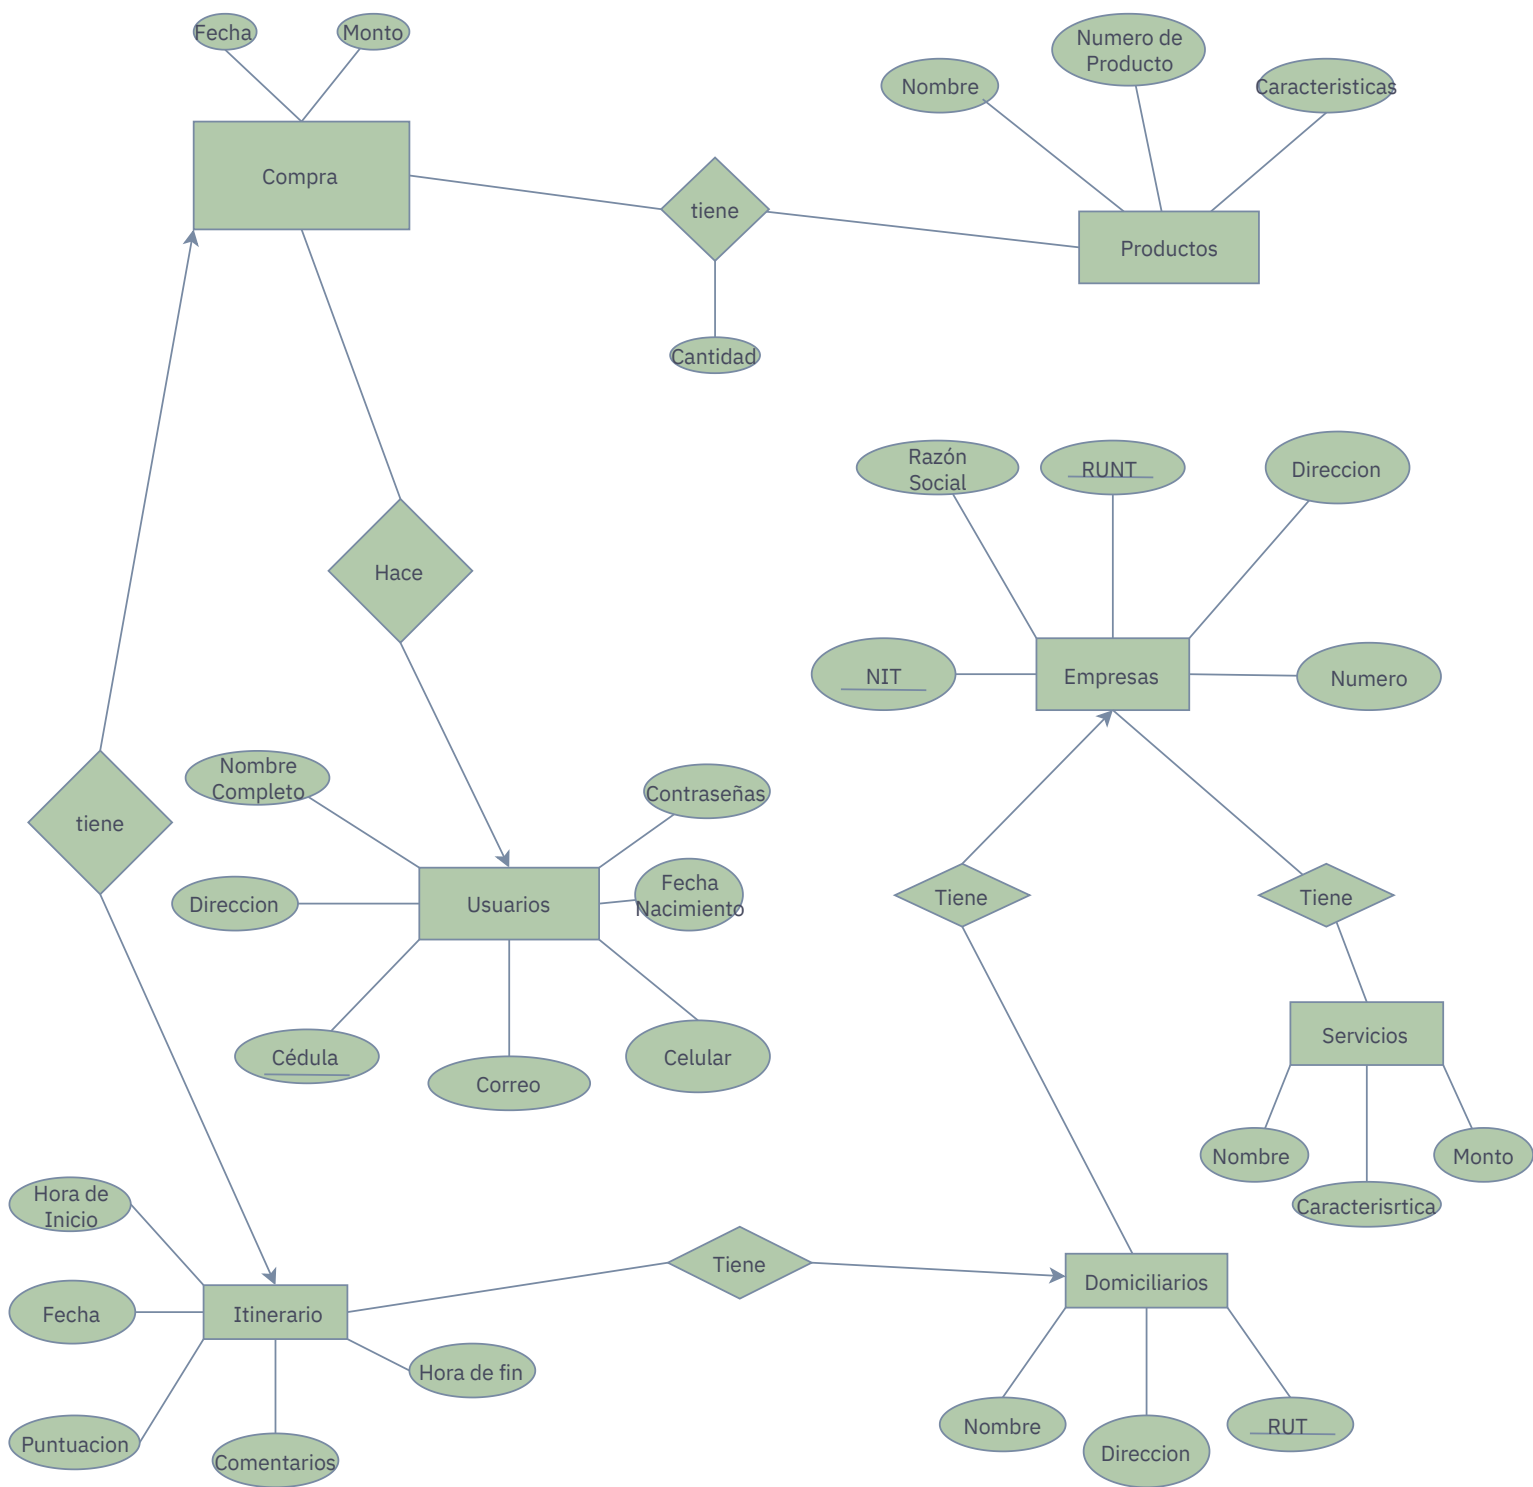 Fecha
Monto
Numero de
Producto
Nombre
Caracteristicas
Compra
tiene
Productos
Cantidad
Razón
Social
RUNT
Direccion
Hace
NIT
Empresas
Numero
Nombre
Completo
Contraseñas
tiene
Direccion
Usuarios
Fecha
Nacimiento
Tiene
Tiene
Cédula
Correo
Celular
Servicios
Nombre
Monto
Caracterisrtica
Hora de
Inicio
Tiene
Domiciliarios
Fecha
Itinerario
Hora de fin
Puntuacion
Comentarios
Nombre
Direccion
RUT